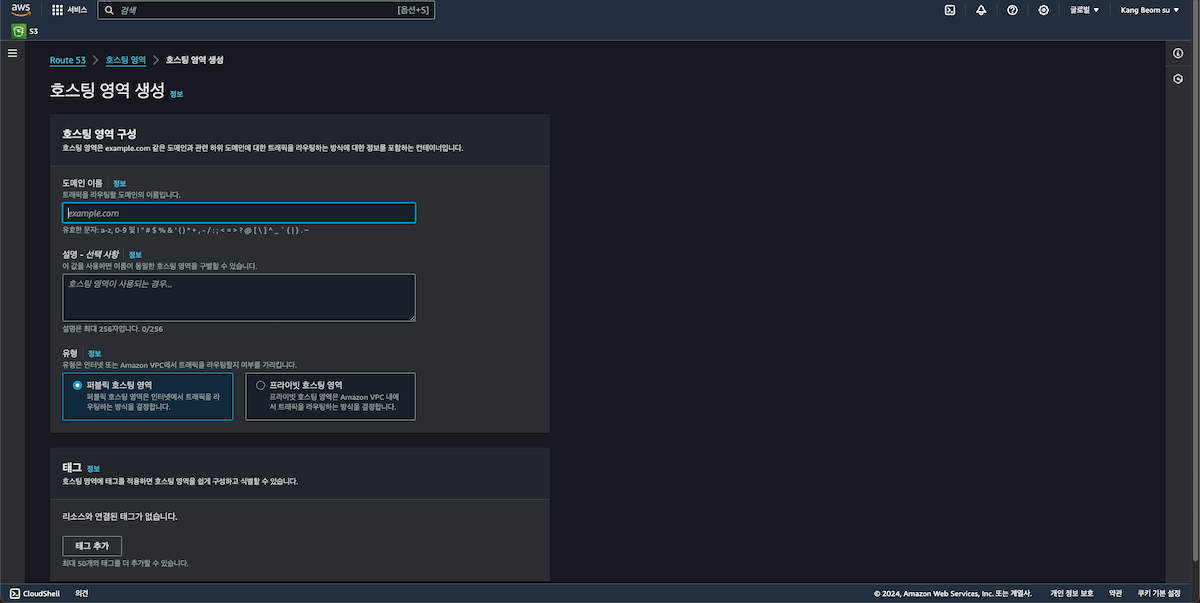 aws 서비스 검색 [옵션+S] 글로벌 Kang Beom su
S3
Route 53 > 호스팅 영역 > 호스팅 영역 생성
호스팅 영역 생성 정보
호스팅 영역 구성
호스팅 영역은 example.com 같은 도메인과 관련 하위 도메인에 대한 트래픽을 라우팅하는 방식에 대한 정보를 포함하는 컨테이너입니다.
도메인 이름 정보
트래픽을 라우팅할 도메인의 이름입니다.
example.com
유효한 문자: a-z, 0-9 및 ! " # $ % & ' ( ) * + , - / : ; < = > ? @ [ \ ] ^ _ ` { | } . ~
설명 - 선택 사항 정보
이 값을 사용하면 이름이 동일한 호스팅 영역을 구별할 수 있습니다.
호스팅 영역이 사용되는 경우...
설명은 최대 256자입니다. 0/256
유형 정보
유형은 인터넷 또는 Amazon VPC에서 트래픽을 라우팅할지 여부를 가리킵니다.
퍼블릭 호스팅 영역
퍼블릭 호스팅 영역은 인터넷에서 트래픽을 라
우팅하는 방식을 결정합니다.
프라이빗 호스팅 영역
프라이빗 호스팅 영역은 Amazon VPC 내에
서 트래픽을 라우팅하는 방식을 결정합니다.
태그 정보
호스팅 영역에 태그를 적용하면 호스팅 영역을 쉽게 구성하고 식별할 수 있습니다.
리소스와 연결된 태그가 없습니다.
태그 추가
최대 50개의 태그를 더 추가할 수 있습니다.
CloudShell 의견 © 2024, Amazon Web Services, Inc. 또는 계열사. 개인 정보 보호 약관 쿠키 기본 설정